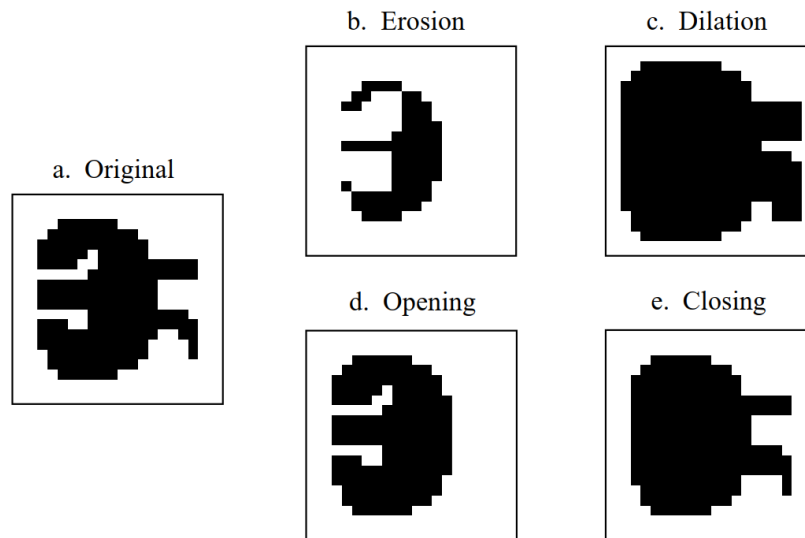 b. Erosion
c. Dilation
a. Original
d. Opening
e. Closing